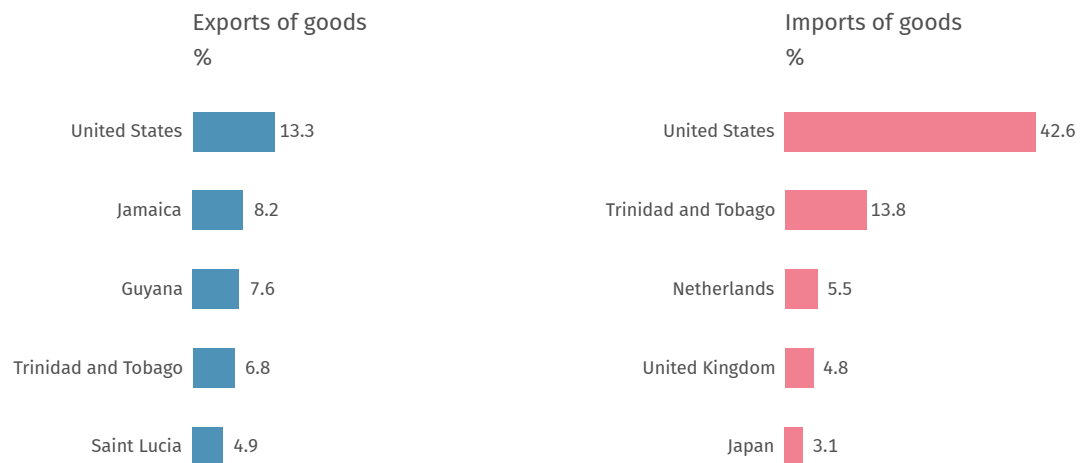 Exports of goods
%
United States 13.3
Jamaica 8.2
Guyana 7.6
Trinidad and Tobago 6.8
Saint Lucia 4.9
Imports of goods
%
United States 42.6
Trinidad and Tobago 13.8
Netherlands 5.5
United Kingdom 4.8
Japan 3.1